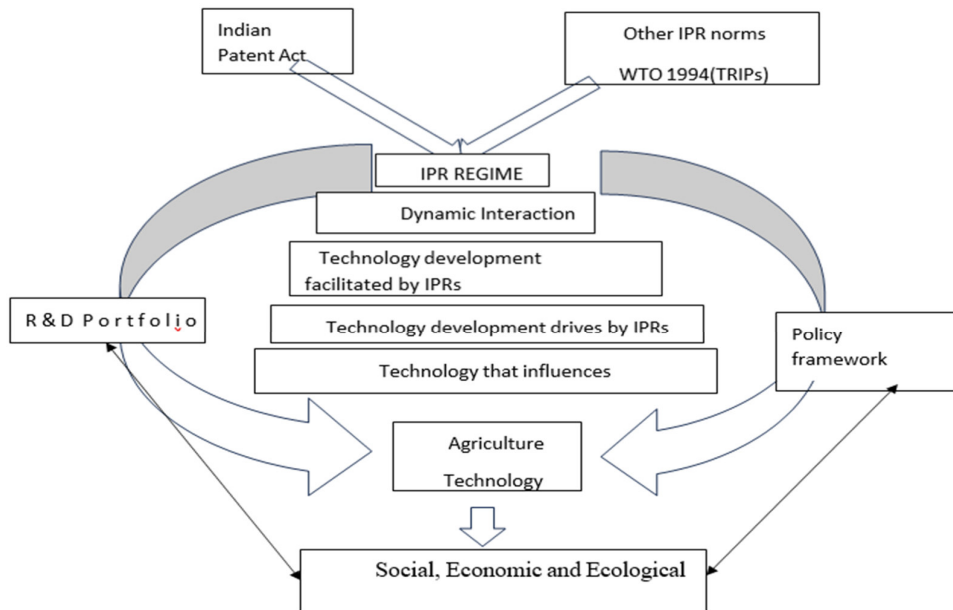 Indian
Patent Act
Other IPR norms
WTO 1994(TRIPs)
IPR REGIME
Dynamic Interaction
Technology development
facilitated by IPRs
R & D P o r t f o l i o
Technology development drives by IPRs
Policy
framework
Technology that influences
Agriculture
Technology
Social, Economic and Ecological